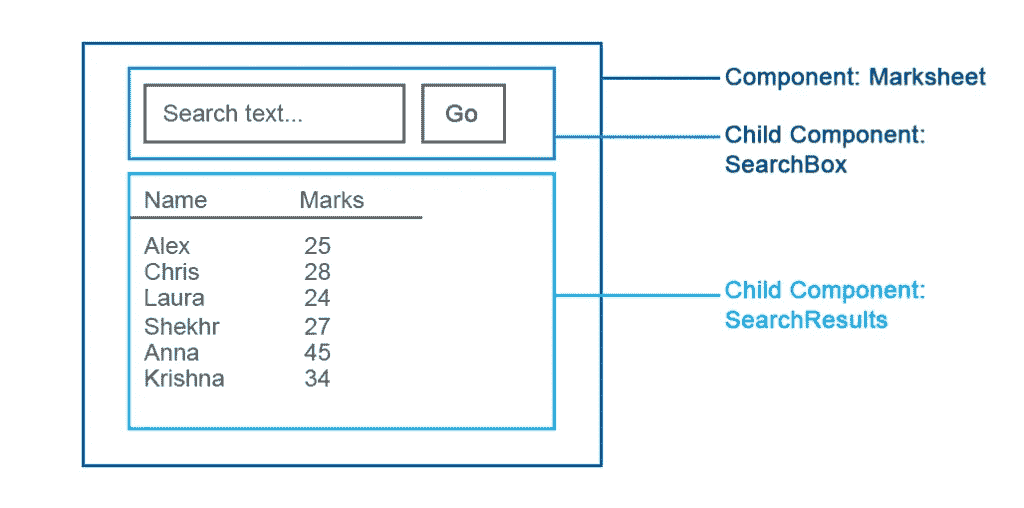 Search text...
Go
Component: Marksheet
Child Component:
SearchBox
Name Marks
Alex 25
Chris 28
Laura 24
Shekhr 27
Anna 45
Krishna 34
Child Component:
SearchResults